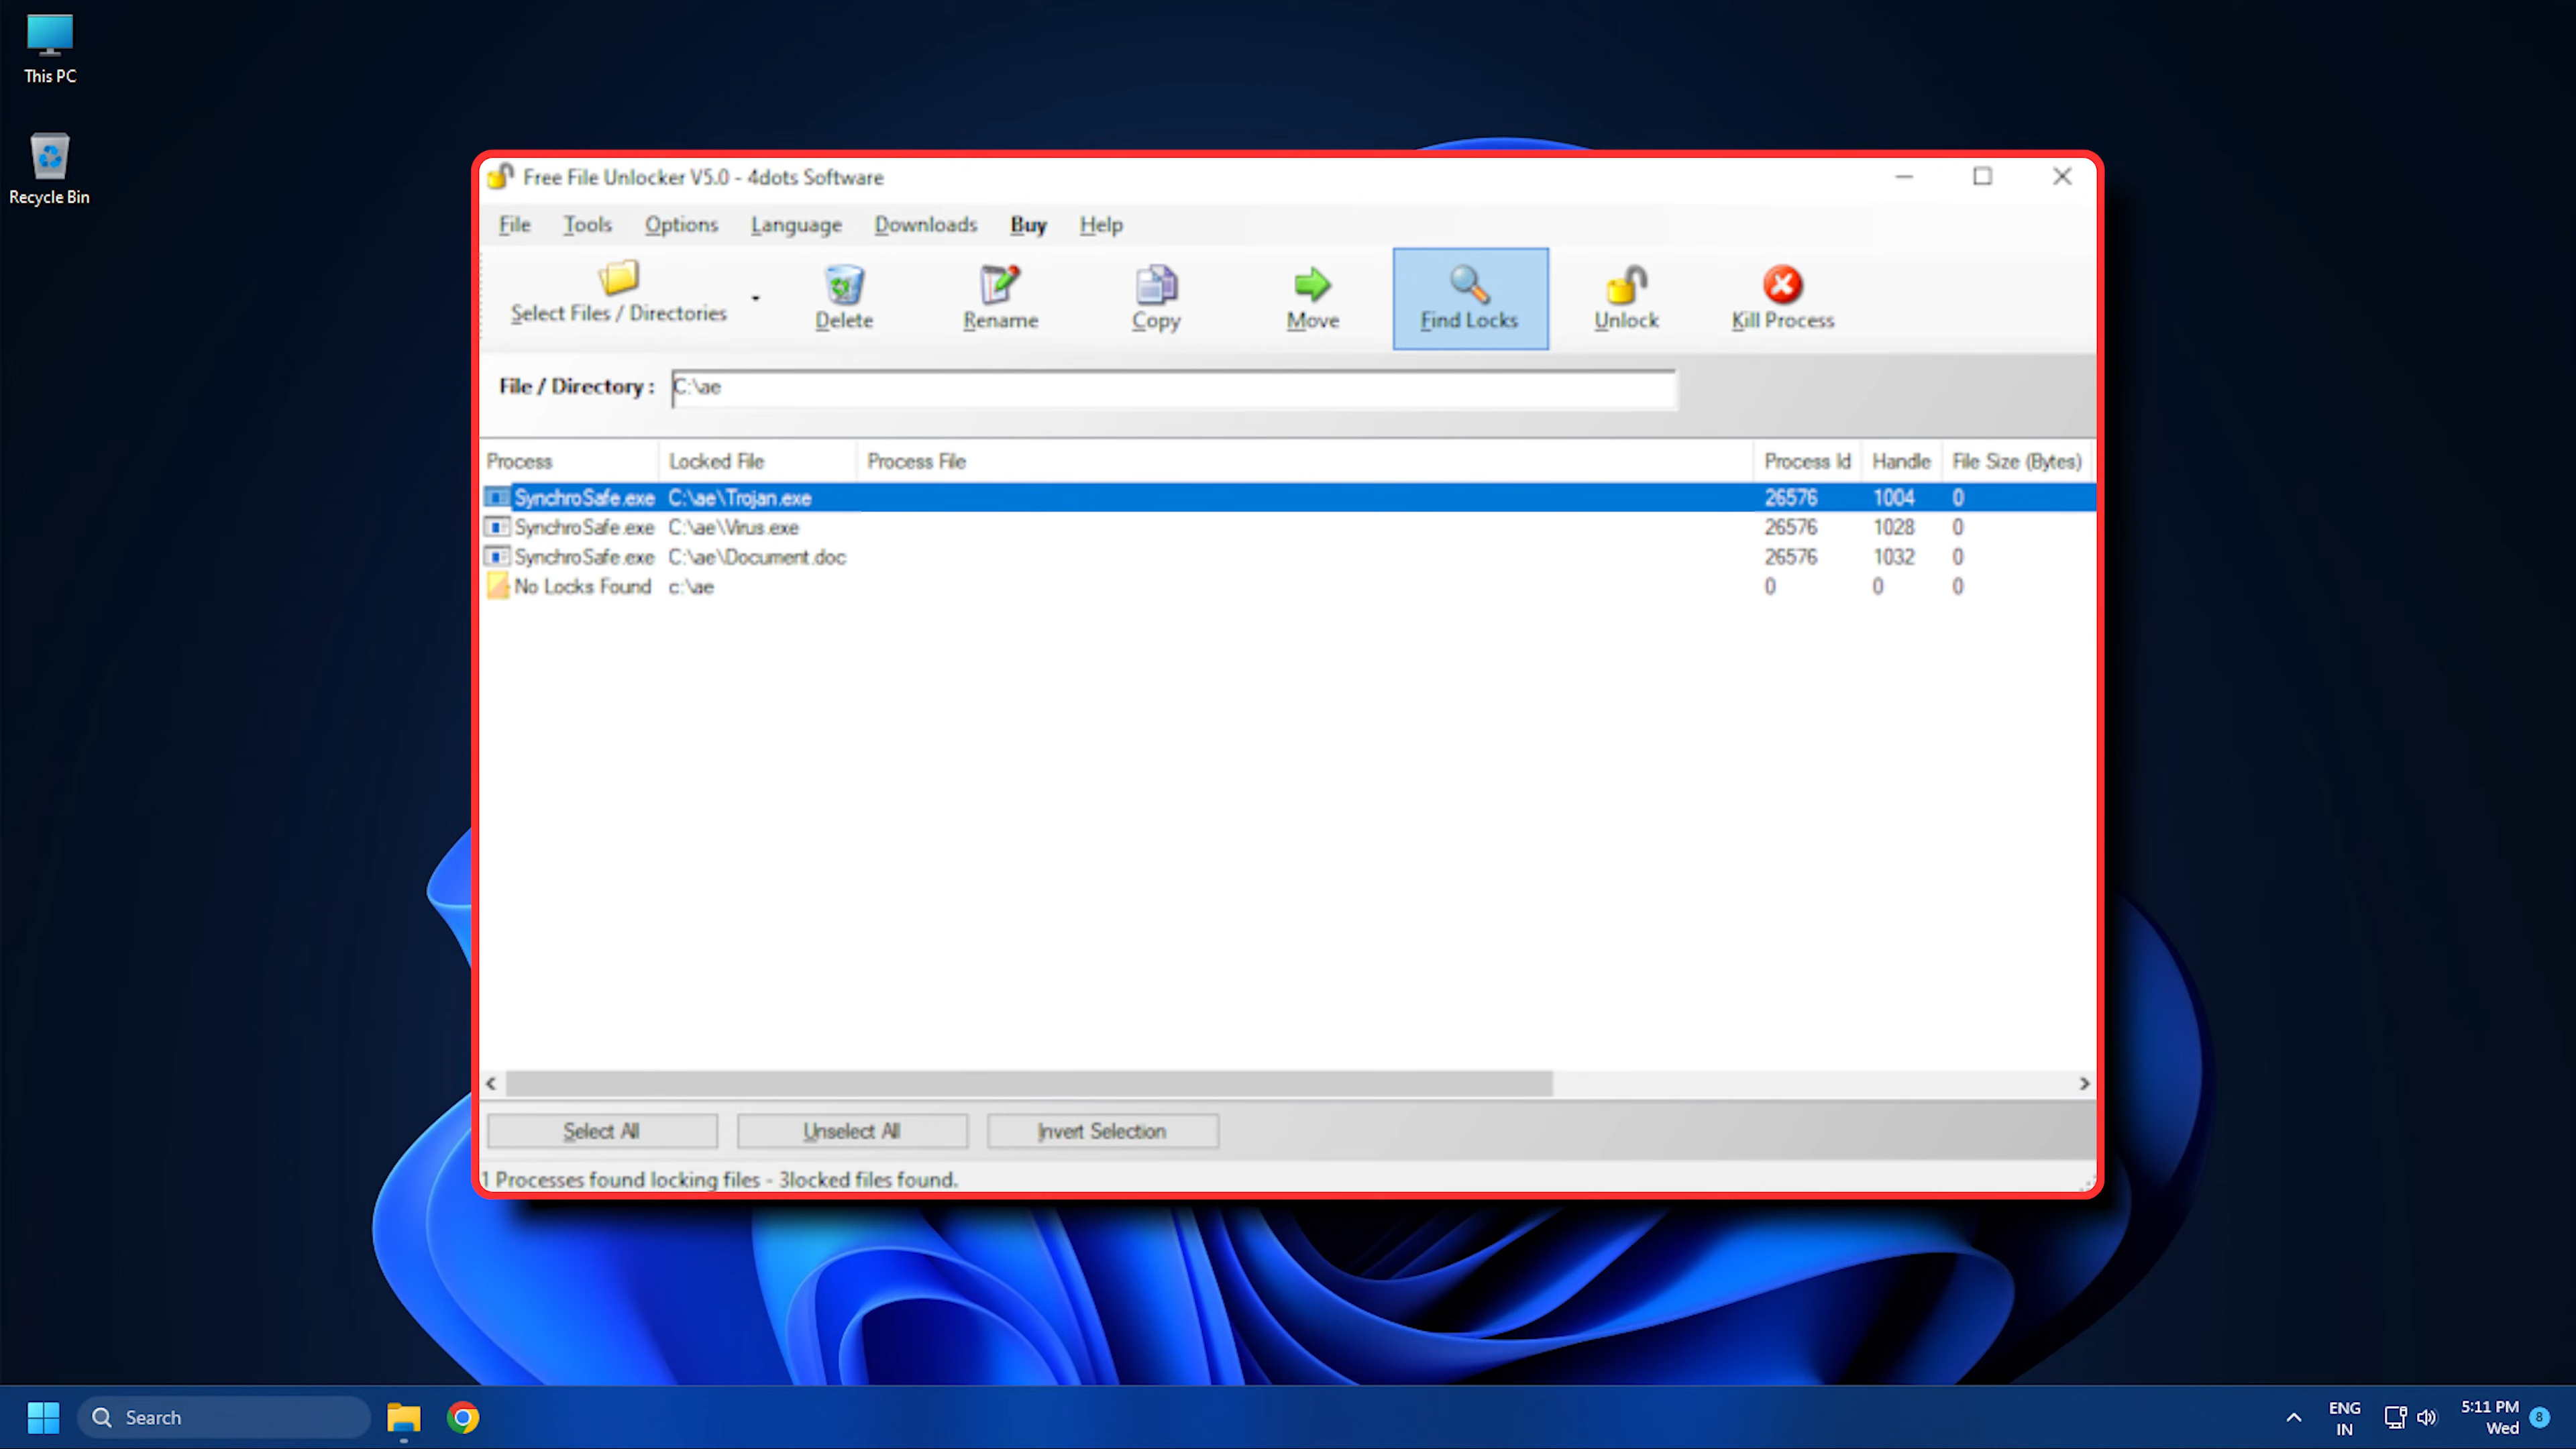 This PC
Recycle Bin
Free File Unlocker V5.0 - 4dots Software
File Tools Options Language Downloads Buy Help
Select Files / Directories Delete Rename Copy Move Find Locks Unlock Kill Process
File / Directory : C:\ae
Process Locked File Process File Process Id Handle File Size (Bytes)
SynchroSafe.exe C:\ae\Trojan.exe 26576 1004 0
SynchroSafe.exe C:\ae\Virus.exe 26576 1028 0
SynchroSafe.exe C:\ae\Document.doc 26576 1032 0
No Locks Found c:\ae 0 0 0
Select All Unselect All Invert Selection
1 Processes found locking files - 3locked files found.
Search
ENG
IN
5:11 PM
Wed
8